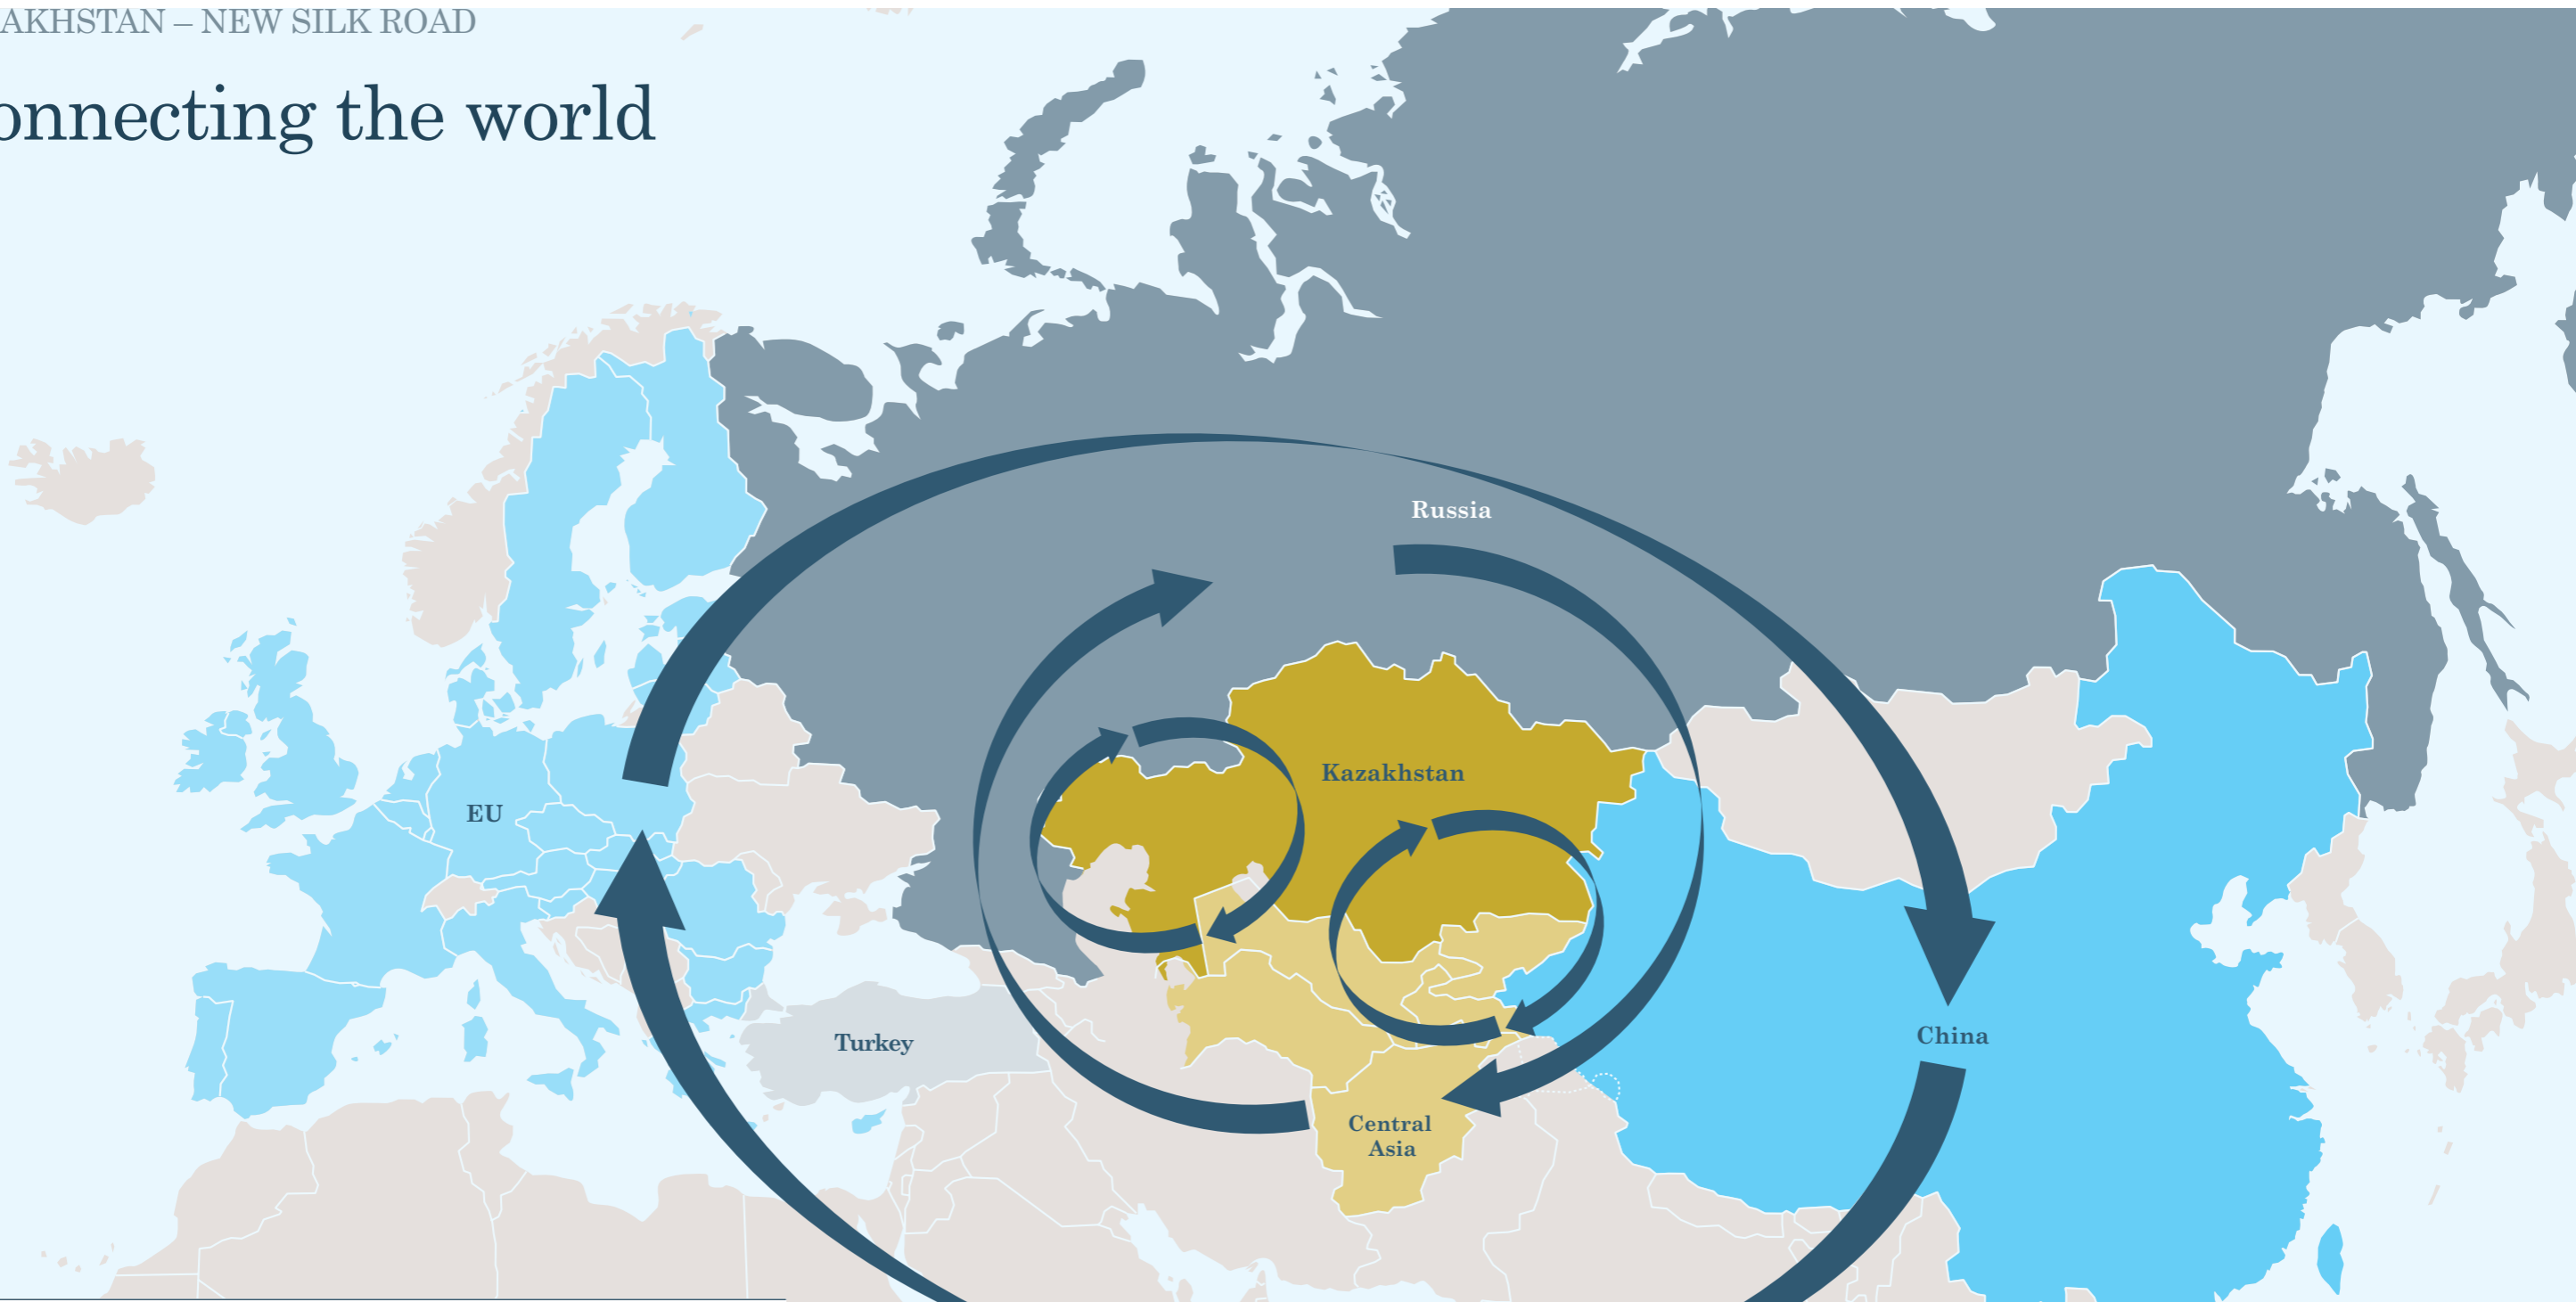 AKHSTAN – NEW SILK ROAD
onnecting the world
Russia
Kazakhstan
EU
China
Turkey
Central
Asia